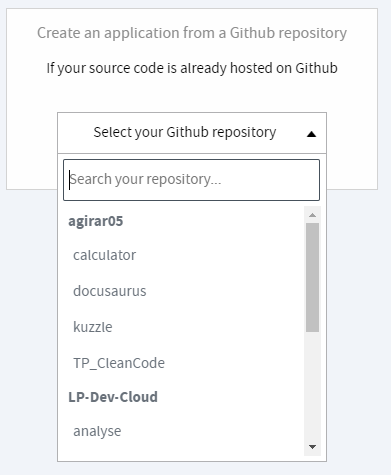 Create an application from a Github repository
If your source code is already hosted on Github
Select your Github repository
Search your repository...
agirar05
calculator
docusaurus
kuzzle
TP_CleanCode
LP-Dev-Cloud
analyse